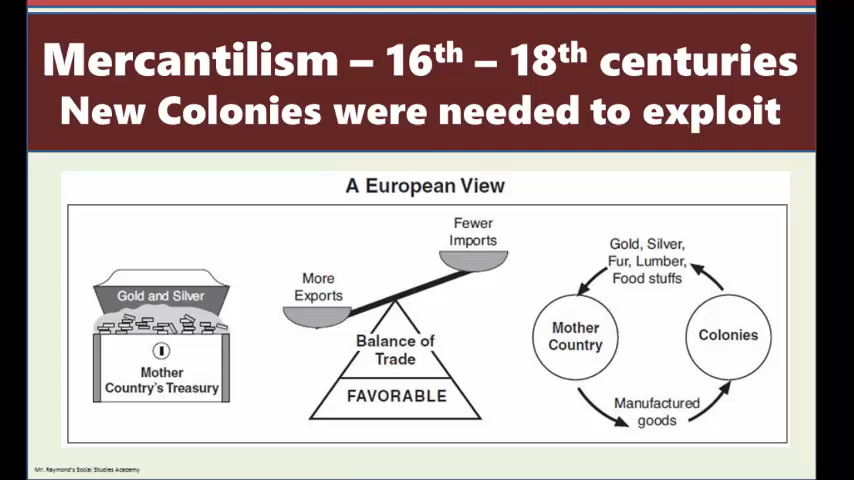 Mercantilism – 16th – 18th centuries
New Colonies were needed to exploit
A European View
Gold and Silver
Mother
Country's Treasury
More
Exports
Fewer
Imports
Balance of
Trade
FAVORABLE
Gold, Silver,
Fur, Lumber,
Food stuffs
Mother
Country
Colonies
Manufactured
goods
Mr. Raymond's Social Studies Academy